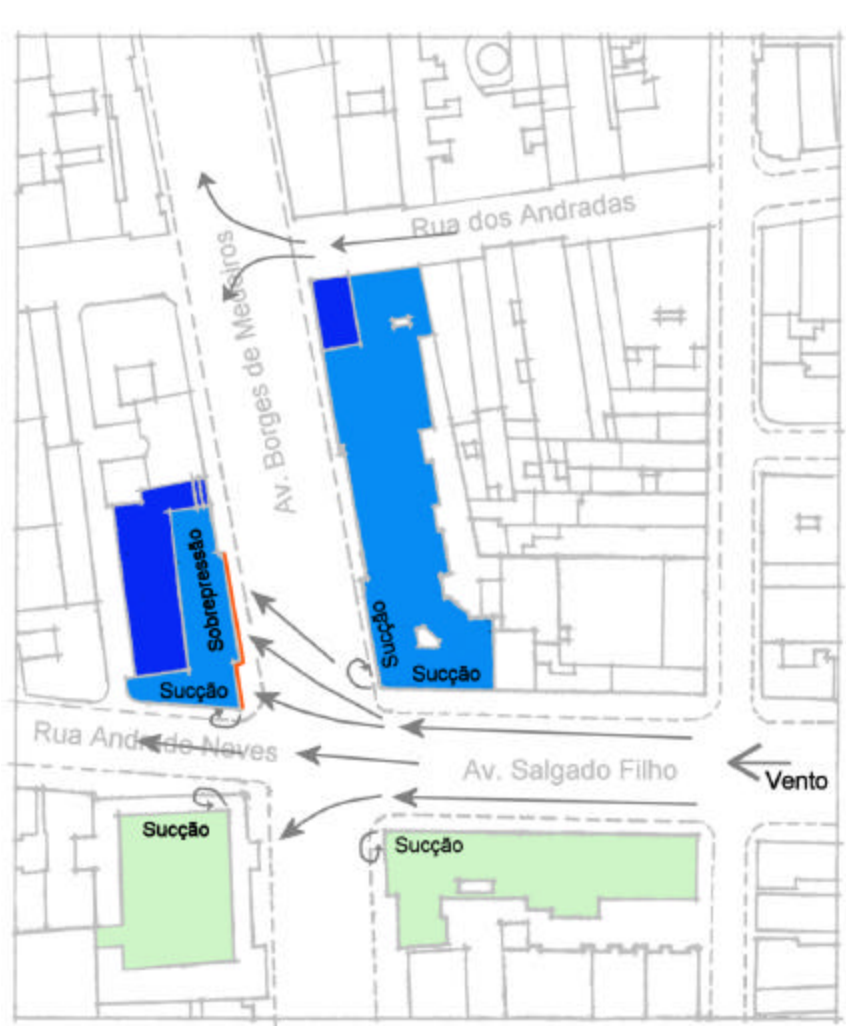 Rua dos Andradas
Av. Borges de Medeiros
Sobrepressão
Sucção
Sucção
Sucção
Rua Andrade Neves
Av. Salgado Filho
Vento
Sucção
Sucção